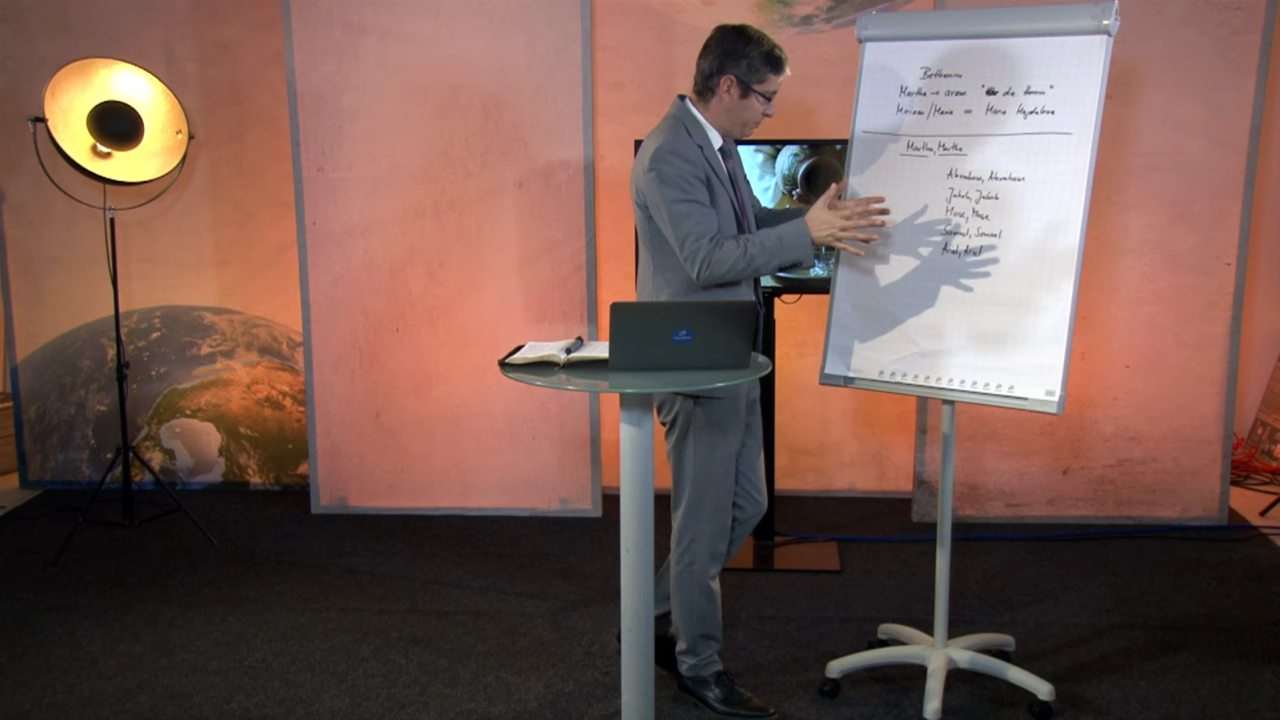 Bethanien
Martha → aram. "die Herrin"
Miriam/Maria = Maria Magdalena
Martha, Martha
Abraham, Abraham
Jakob, Jakob
Mose, Mose
Samuel, Samuel